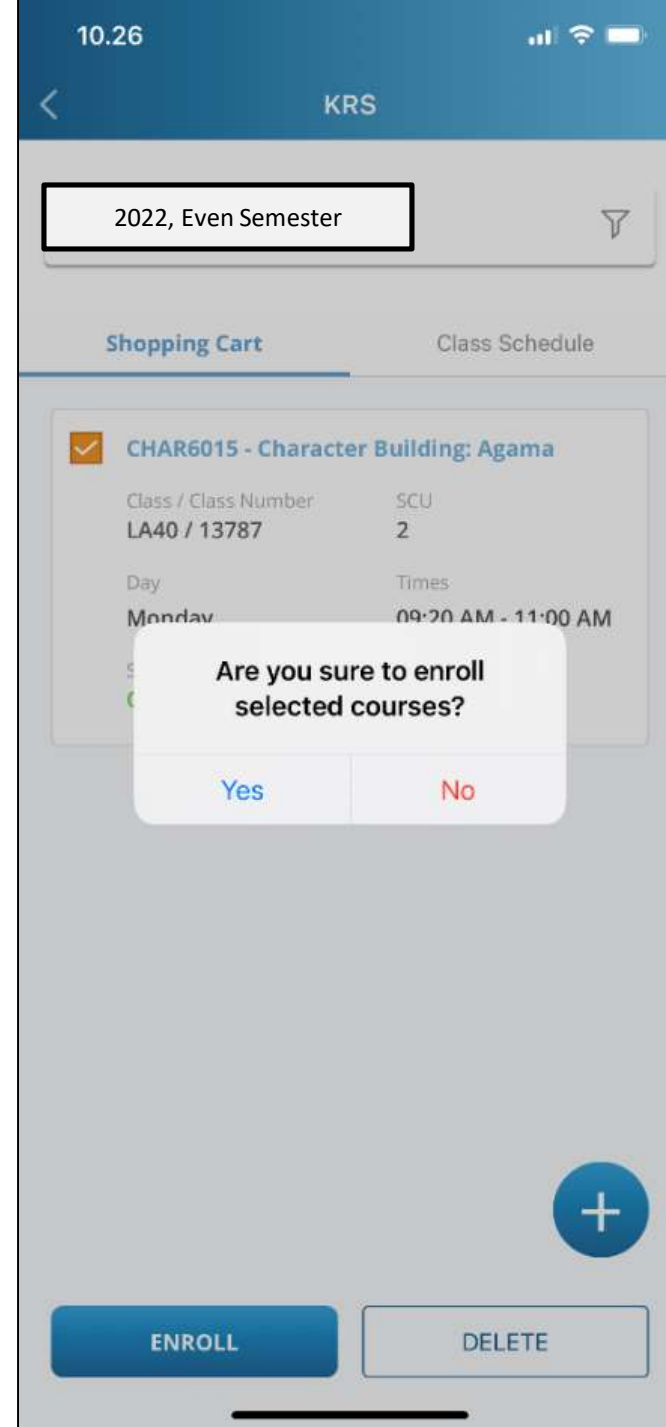 10.26
KRS
2022, Even Semester
Shopping Cart
Class Schedule
CHAR6015 - Character Building: Agama
Class / Class Number
SCU
LA40 / 13787
2
Day
Times
Monday
09:20 AM - 11:00 AM
Are you sure to enroll
selected courses?
Yes
No
ENROLL
DELETE